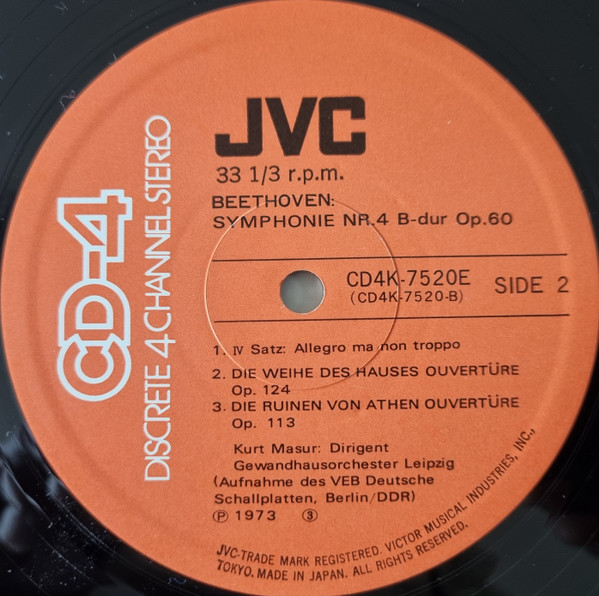 CD-4
DISCRETE 4 CHANNEL STEREO
JVC
33 1/3 r.p.m.
BEETHOVEN:
SYMPHONIE NR.4 B-dur Op.60
CD4K-7520E
(CD4K-7520-B)
SIDE 2
1. IV Satz: Allegro ma non troppo
2. DIE WEIHE DES HAUSES OUVERTÜRE
Op. 124
3. DIE RUINEN VON ATHEN OUVERTÜRE
Op. 113
Kurt Masur: Dirigent
Gewandhausorchester Leipzig
(Aufnahme des VEB Deutsche
Schallplatten, Berlin/DDR)
Ⓟ 1973 ③
JVC-TRADE MARK REGISTERED. VICTOR MUSICAL INDUSTRIES, INC.,
TOKYO. MADE IN JAPAN. ALL RIGHTS RESERVED.